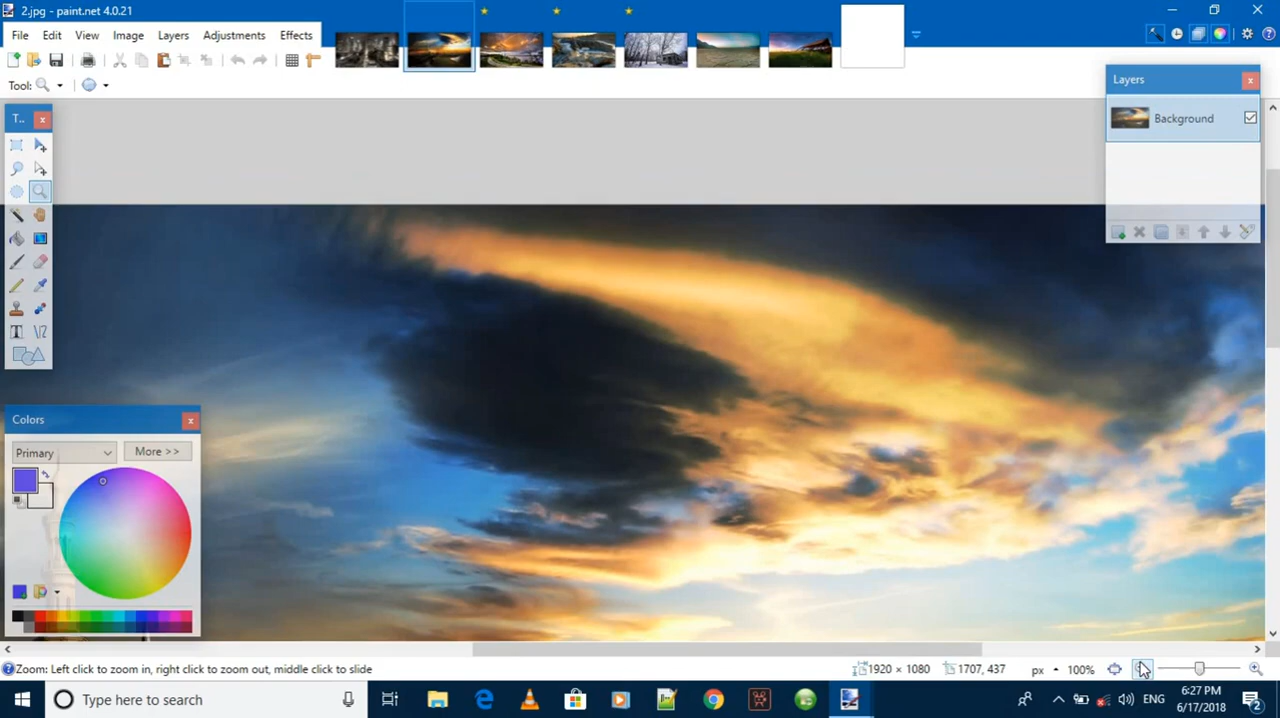 2.jpg - paint.net 4.0.21
File Edit View Image Layers Adjustments Effects
Tool:
T..
Layers
Background
Colors
Primary
More >>
Zoom: Left click to zoom in, right click to zoom out, middle click to slide
1920 × 1080
1707, 437
px
100%
Type here to search
ENG
6:27 PM
6/17/2018
2